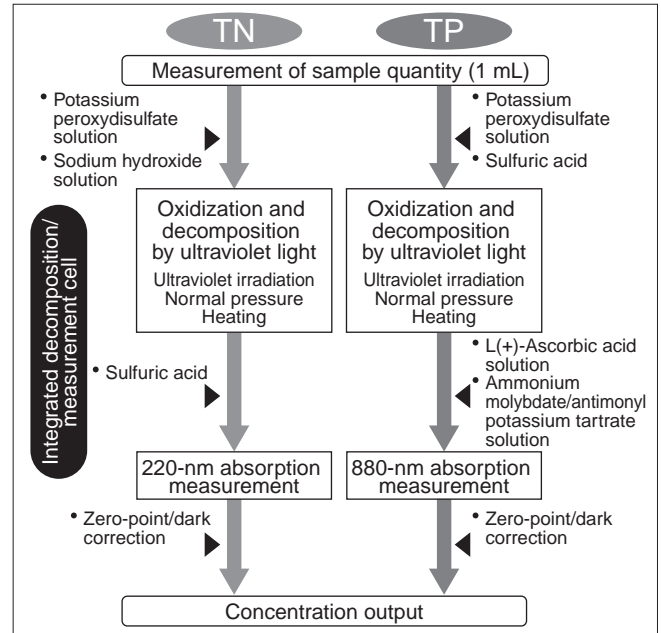 TN
TP
Measurement of sample quantity (1 mL)
• Potassium
peroxydisulfate
solution
• Sodium hydroxide
solution
• Potassium
peroxydisulfate
solution
• Sulfuric acid
Integrated decomposition/
measurement cell
Oxidization and
decomposition
by ultraviolet light
Ultraviolet irradiation
Normal pressure
Heating
Oxidization and
decomposition
by ultraviolet light
Ultraviolet irradiation
Normal pressure
Heating
• Sulfuric acid
• L(+)-Ascorbic acid
solution
• Ammonium
molybdate/antimonyl
potassium tartrate
solution
220-nm absorption
measurement
880-nm absorption
measurement
• Zero-point/dark
correction
• Zero-point/dark
correction
Concentration output